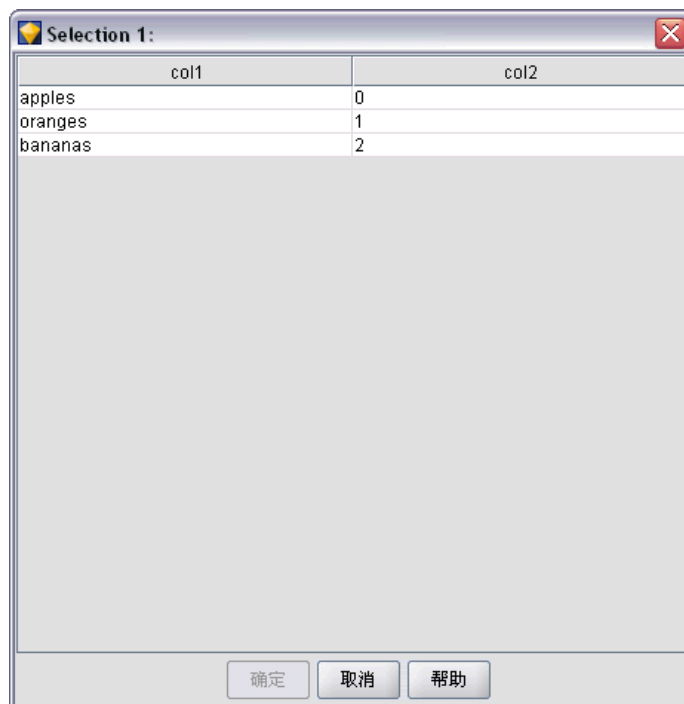 Selection 1:
col1 col2
apples 0
oranges 1
bananas 2
确定 取消 帮助